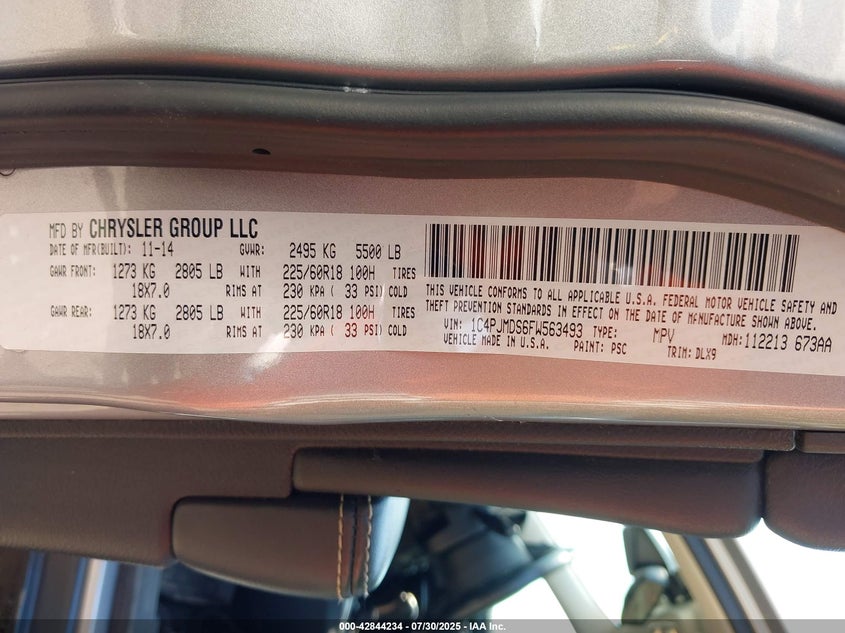 MFD BY CHRYSLER GROUP LLC
DATE OF MFR(BUILT): 11-14 GVWR: 2495 KG 5500 LB
GAWR FRONT: 1273 KG 2805 LB WITH 225/60R18 100H TIRES
18X7.0 RIMS AT 230 KPA ( 33 PSI) COLD
GAWR REAR: 1273 KG 2805 LB WITH 225/60R18 100H TIRES
18X7.0 RIMS AT 230 KPA ( 33 PSI) COLD
THIS VEHICLE CONFORMS TO ALL APPLICABLE U.S.A. FEDERAL MOTOR VEHICLE SAFETY AND
THEFT PREVENTION STANDARDS IN EFFECT ON THE DATE OF MANUFACTURE SHOWN ABOVE.
VIN: 1C4PJMDS6FW563493 TYPE: MPV MDH:112213 673AA
VEHICLE MADE IN U.S.A. PAINT: PSC TRIM: DLX9
000-42844234 - 07/30/2025 - IAA Inc.